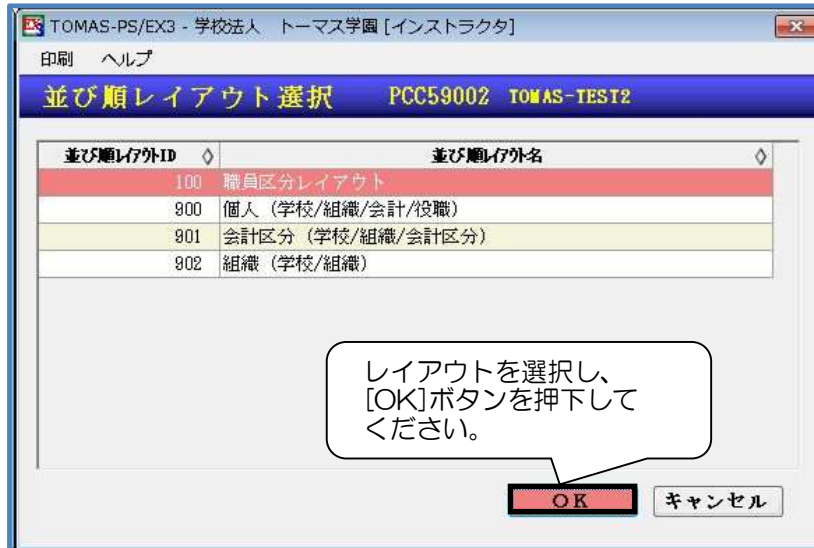 TOMAS-PS/EX3 - 学校法人　トーマス学園 [インストラクタ]
印刷　ヘルプ
並び順レイアウト選択　PCC59002 TOMAS-TEST2
並び順ﾚｲｱｳﾄID ◇ 並び順ﾚｲｱｳﾄ名 ◇
100 職員区分レイアウト
900 個人（学校/組織/会計/役職）
901 会計区分（学校/組織/会計区分）
902 組織（学校/組織）
レイアウトを選択し、
[OK]ボタンを押下して
ください。
OK キャンセル